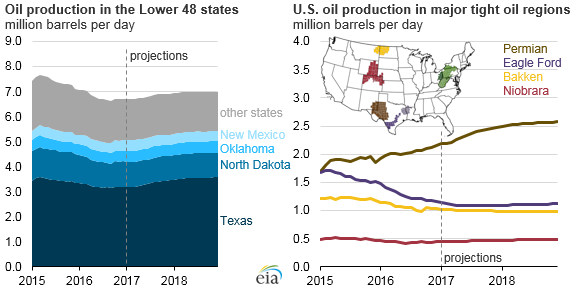 Oil production in the Lower 48 states
million barrels per day
9.0
8.0
7.0
6.0
5.0
4.0
3.0
2.0
1.0
0.0
projections
other states
New Mexico
Oklahoma
North Dakota
Texas
2015
2016
2017
2018
eia
U.S. oil production in major tight oil regions
million barrels per day
4.0
3.5
3.0
2.5
2.0
1.5
1.0
0.5
0.0
Permian
Eagle Ford
Bakken
Niobrara
projections
2015
2016
2017
2018